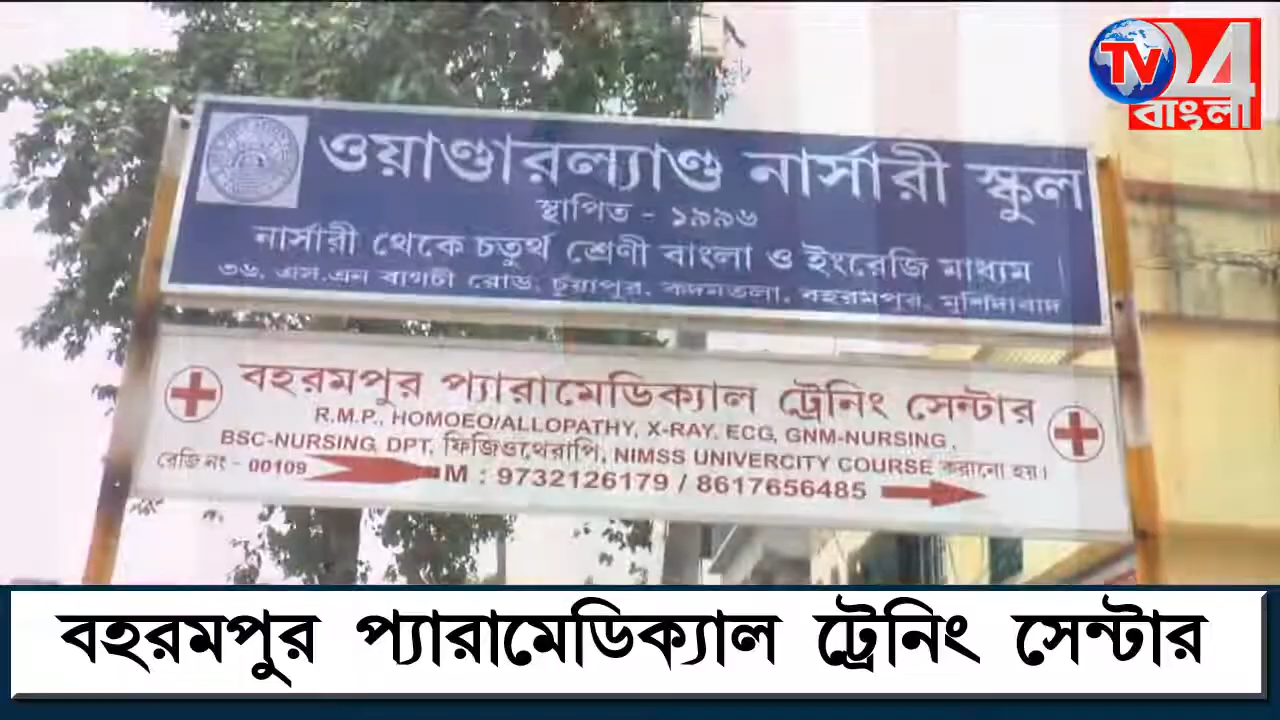 TV 24
বাংলা
ওয়াণ্ডারল্যাণ্ড নার্সারী স্কুল
স্থাপিত - ১৯৯৬
নার্সারী থেকে চতুর্থ শ্রেণী বাংলা ও ইংরেজি মাধ্যম
৩৬, এস.এন বাগচী রোড, চুঁয়াপুর, কদমতলা, বহরমপুর, মুর্শিদাবাদ
বহরমপুর প্যারামেডিক্যাল ট্রেনিং সেন্টার
R.M.P., HOMOEO/ALLOPATHY, X-RAY, ECG, GNM-NURSING,
BSC-NURSING, DPT, ফিজিওথেরাপি, NIMSS UNIVERCITY COURSE করানো হয়।
রেজি নং - 00109 M : 9732126179 / 8617656485
বহরমপুর প্যারামেডিক্যাল ট্রেনিং সেন্টার